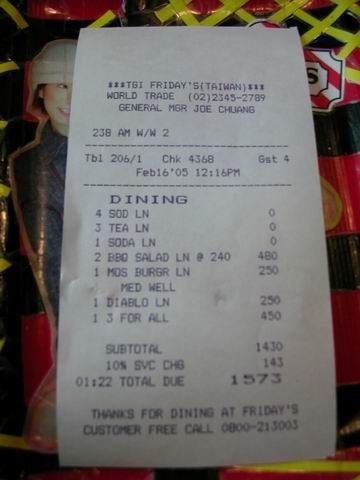 ***TGI FRIDAY'S(TAIWAN)***
WORLD TRADE (02)2345-2789
GENERAL MGR JOE CHUANG
238 AM W/W 2
Tbl 206/1 Chk 4368 Gst 4
Feb16'05 12:16PM
DINING
4 SOD LN 0
3 TEA LN 0
1 SODA LN 0
2 BBQ SALAD LN @ 240 480
1 MOS BURGR LN 250
MED WELL
1 DIABLO LN 250
1 3 FOR ALL 450
SUBTOTAL 1430
10% SVC CHG 143
01:22 TOTAL DUE 1573
THANKS FOR DINING AT FRIDAY'S
CUSTOMER FREE CALL 0800-213003